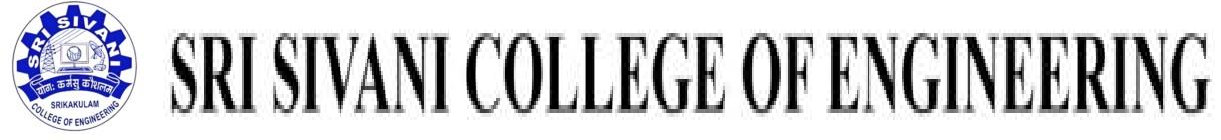 SRI SIVANI
योगः कर्मसु कौशलम्
SRIKAKULAM
COLLEGE OF ENGINEERING
SRI SIVANI COLLEGE OF ENGINEERING